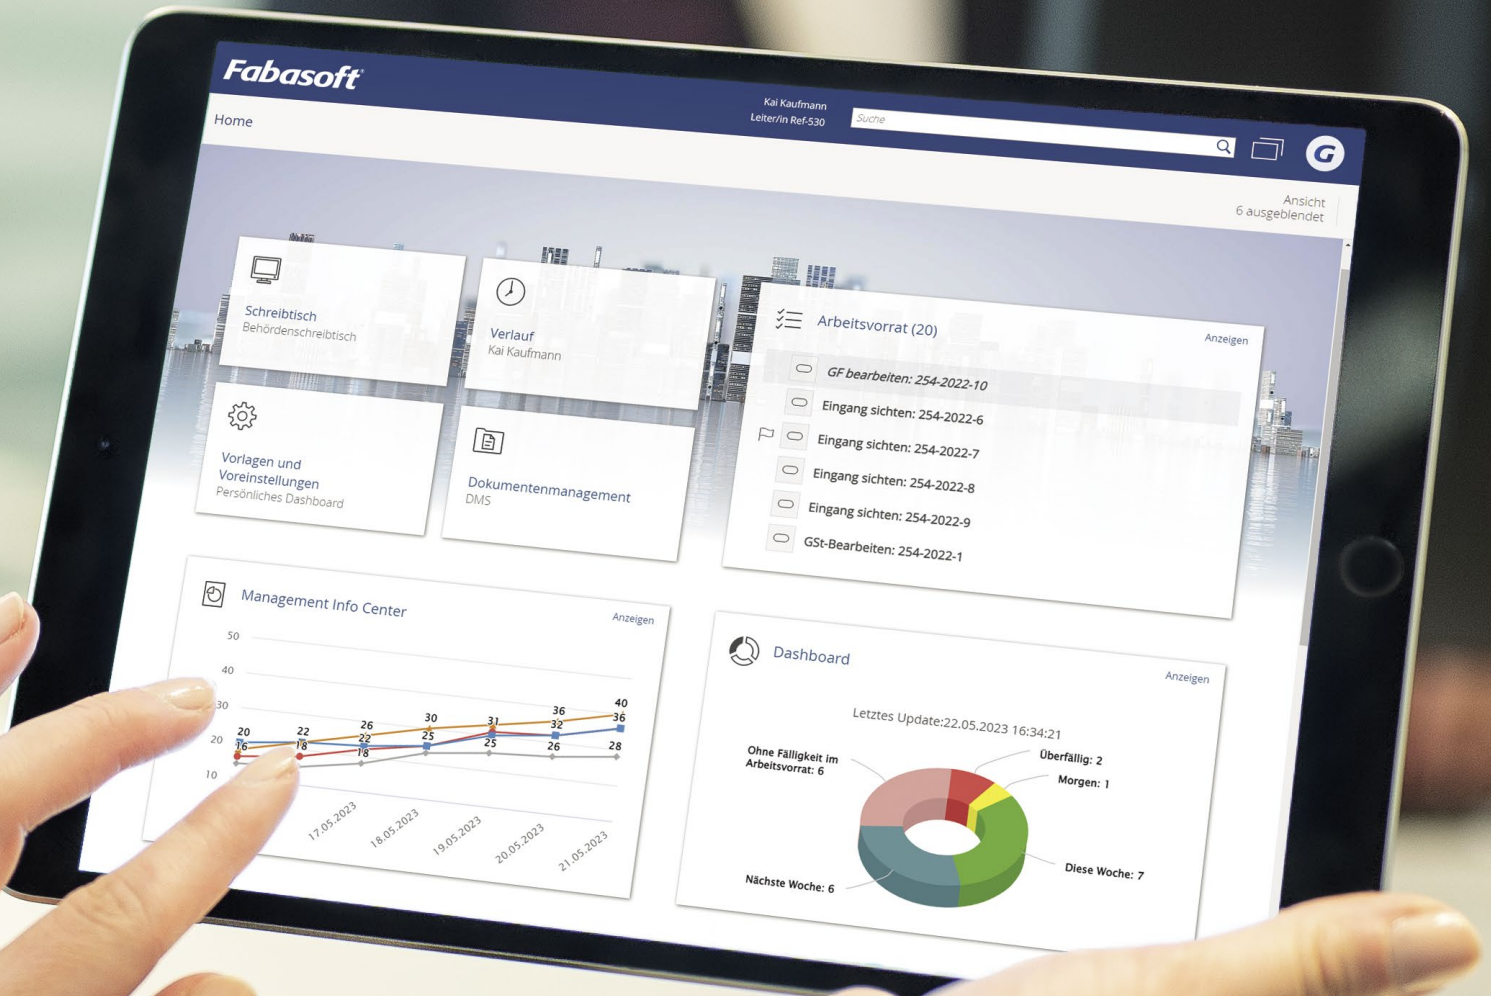 Fabasoft
Kai Kaufmann
Leiter/in Ref-530
Suche
G
Home
Ansicht
6 ausgeblendet
Schreibtisch
Behördenschreibtisch
Verlauf
Kai Kaufmann
Vorlagen und
Voreinstellungen
Persönliches Dashboard
Dokumentenmanagement
DMS
Arbeitsvorrat (20)
Anzeigen
GF bearbeiten: 254-2022-10
Eingang sichten: 254-2022-6
Eingang sichten: 254-2022-7
Eingang sichten: 254-2022-8
Eingang sichten: 254-2022-9
GSt-Bearbeiten: 254-2022-1
Management Info Center
Anzeigen
50
40
30
20
10
20
16
22
18
26
22
18
30
25
31
25
36
32
26
40
36
28
17.05.2023
18.05.2023
19.05.2023
20.05.2023
21.05.2023
Dashboard
Anzeigen
Letztes Update:22.05.2023 16:34:21
Ohne Fälligkeit im
Arbeitsvorrat: 6
Überfällig: 2
Morgen: 1
Diese Woche: 7
Nächste Woche: 6